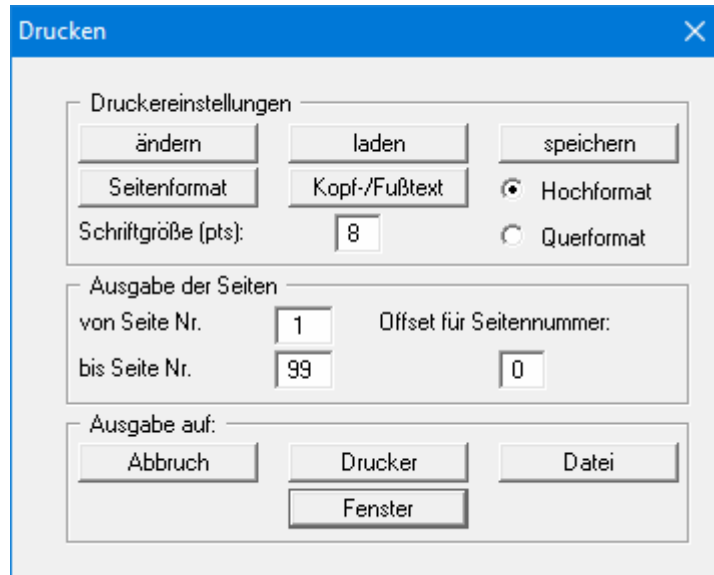 Drucken
Druckereinstellungen
ändern laden speichern
Seitenformat Kopf-/Fußtext Hochformat
Schriftgröße (pts): 8 Querformat
Ausgabe der Seiten
von Seite Nr. 1 Offset für Seitennummer:
bis Seite Nr. 99 0
Ausgabe auf:
Abbruch Drucker Datei
Fenster